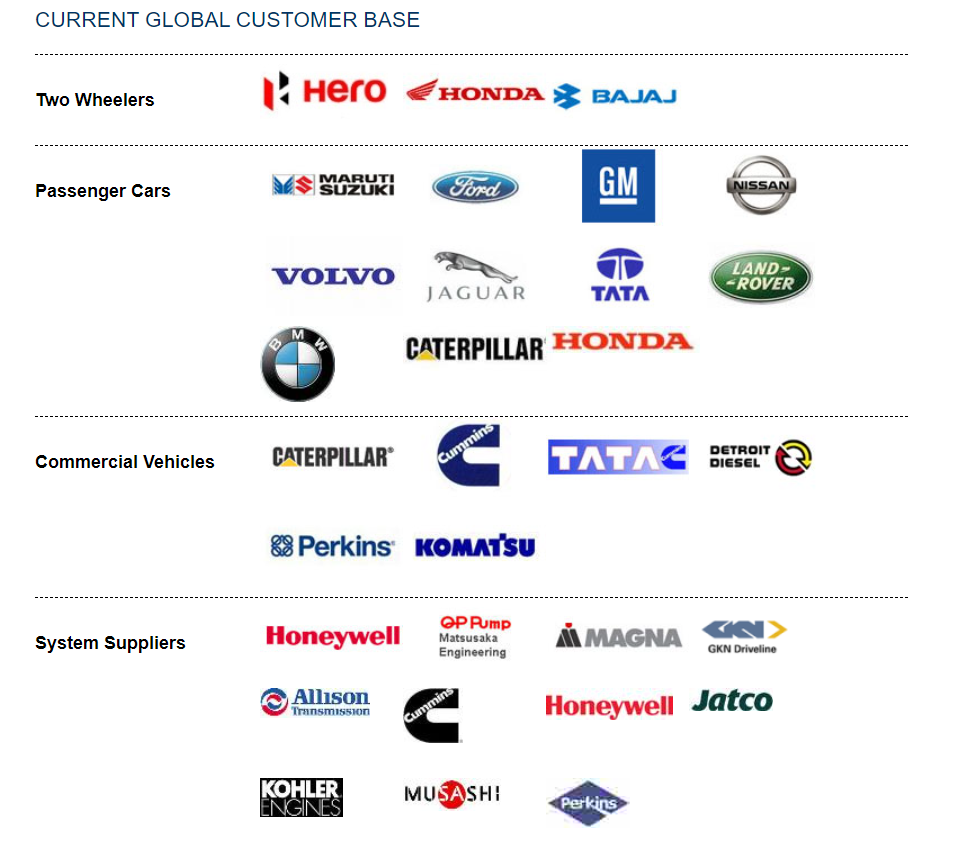 CURRENT GLOBAL CUSTOMER BASE
Two Wheelers
Hero HONDA BAJAJ
Passenger Cars
MARUTI SUZUKI Ford GM NISSAN
VOLVO JAGUAR TATA LAND-ROVER
BMW CATERPILLAR HONDA
Commercial Vehicles
CATERPILLAR® Cummins TATA DETROIT DIESEL
Perkins® KOMATSU
System Suppliers
Honeywell QP Pump Matsusaka Engineering MAGNA GKN GKN Driveline
Allison Transmission Cummins Honeywell Jatco
KOHLER ENGINES MUSASHI Perkins